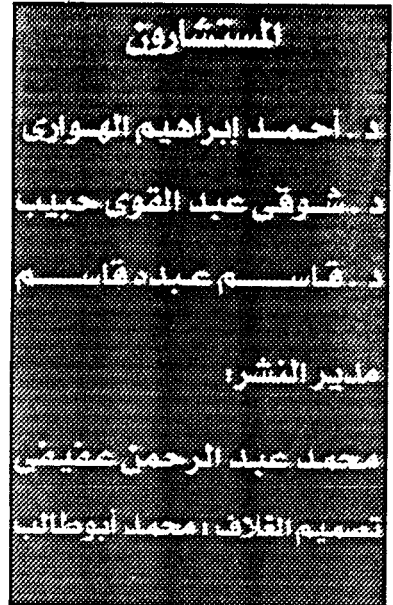 المستشارون
د. أحمد إبراهيم الهوارى
د. شوقى عبد القوى حبيب
د. قاسم عبده قاسم
مدير النشر:
محمد عبد الرحمن عفيفى
تصميم الغلاف : محمد أبوطالب